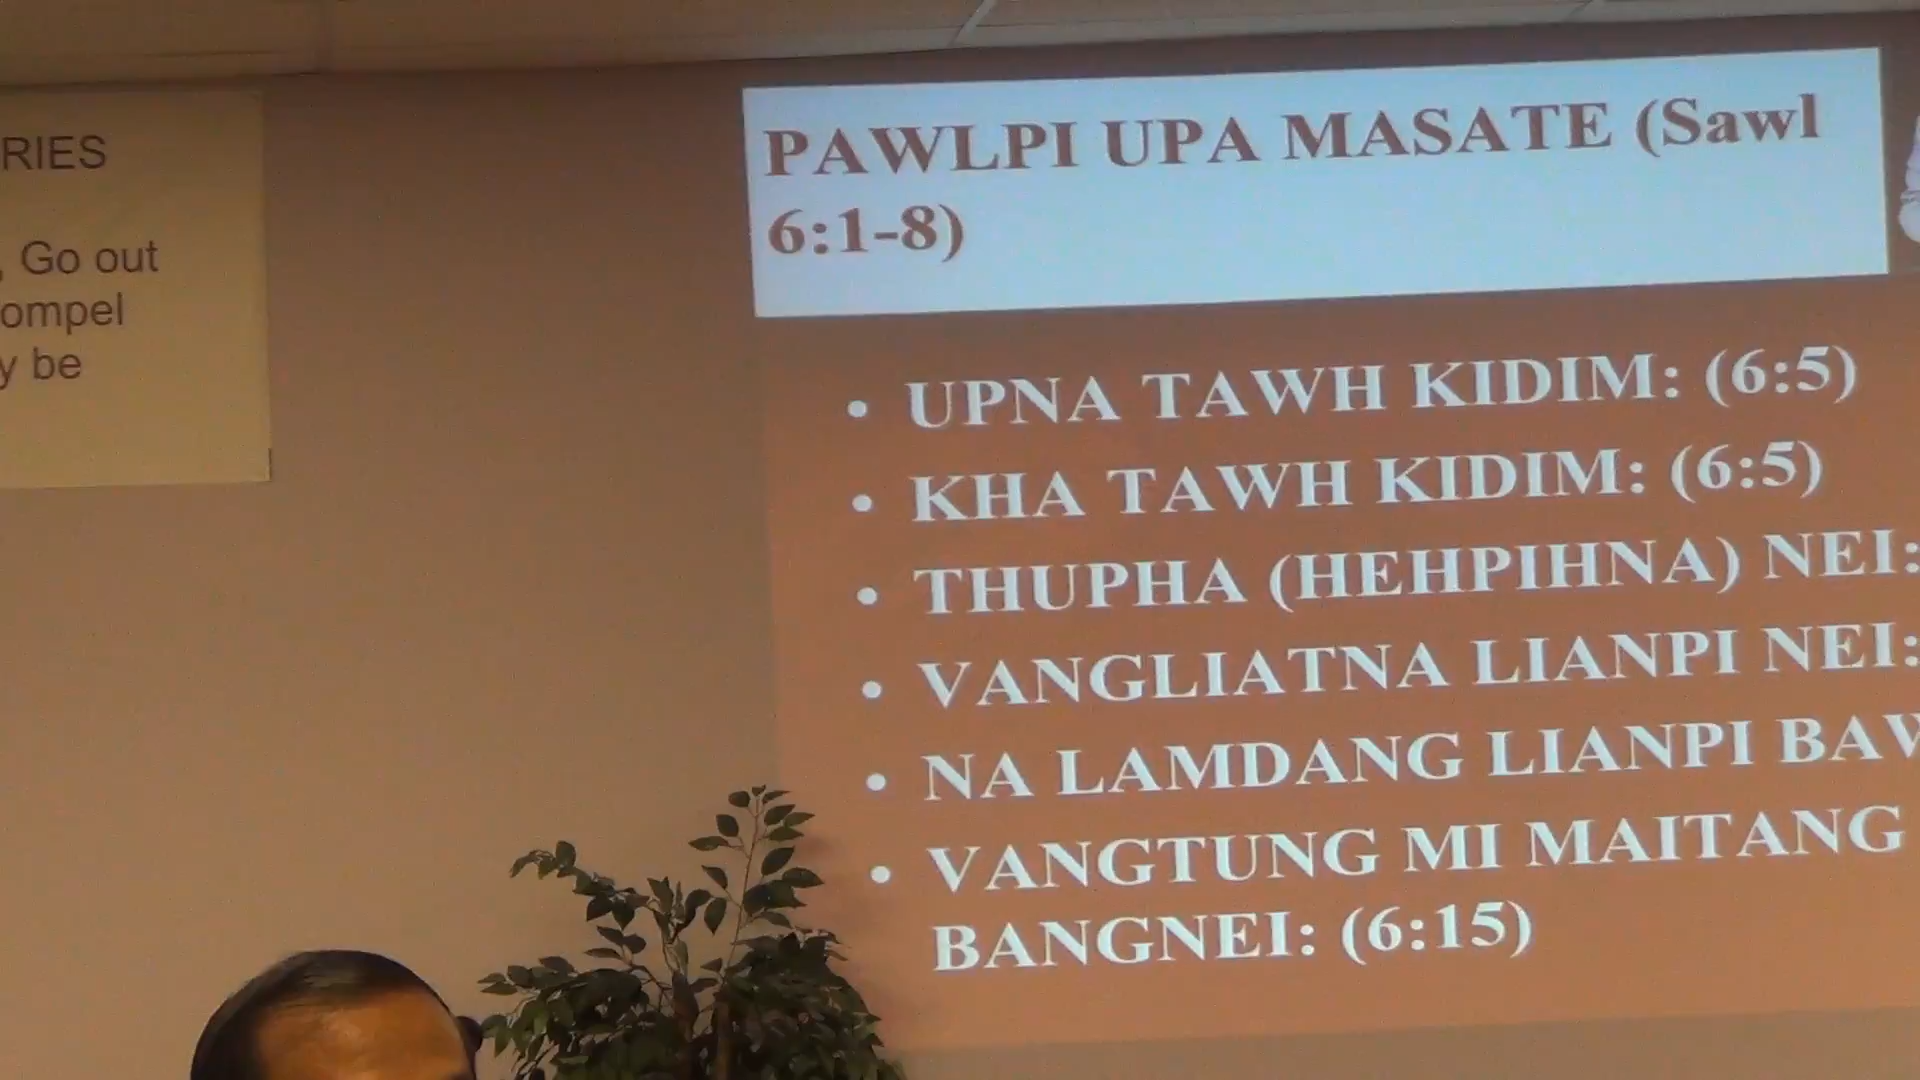 RIES
, Go out
ompel
y be
PAWLPI UPA MASATE (Sawl
6:1-8)
• UPNA TAWH KIDIM: (6:5)
• KHA TAWH KIDIM: (6:5)
• THUPHA (HEHPIHNA) NEI:
• VANGLIATNA LIANPI NEI:
• NA LAMDANG LIANPI BAW
• VANGTUNG MI MAITANG
BANGNEI: (6:15)